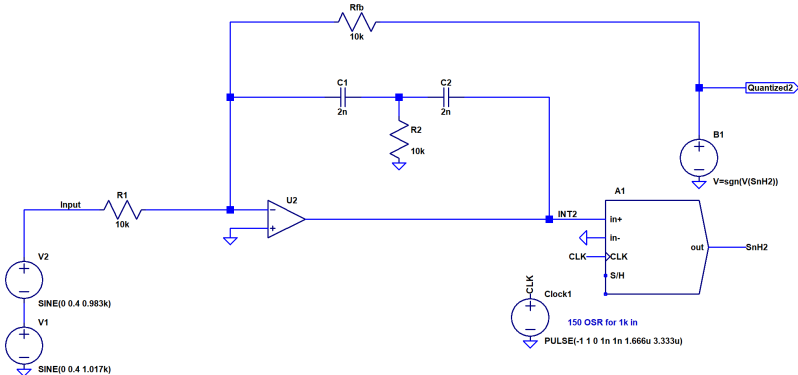 Rfb
10k
C1
2n
C2
2n
Quantized2
R2
10k
B1
V=sgn(V(SnH2))
R1
Input
10k
U2
INT2
A1
in+
in-
CLK
CLK
S/H
out
SnH2
V2
SINE(0 0.4 0.983k)
V1
SINE(0 0.4 1.017k)
CLK
Clock1
150 OSR for 1k in
PULSE(-1 1 0 1n 1n 1.666u 3.333u)